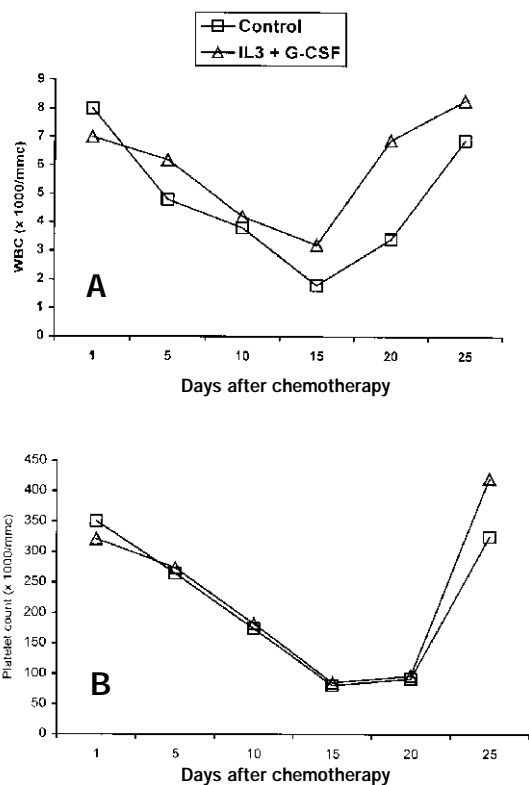 Control
IL3 + G-CSF
9
8
7
6
5
4
3
2
1
0
WBC (x 1000/mmc)
A
1 5 10 15 20 25
Days after chemotherapy
450
400
350
300
250
200
150
100
50
0
Platelet count (x 1000/mmc)
B
1 5 10 15 20 25
Days after chemotherapy